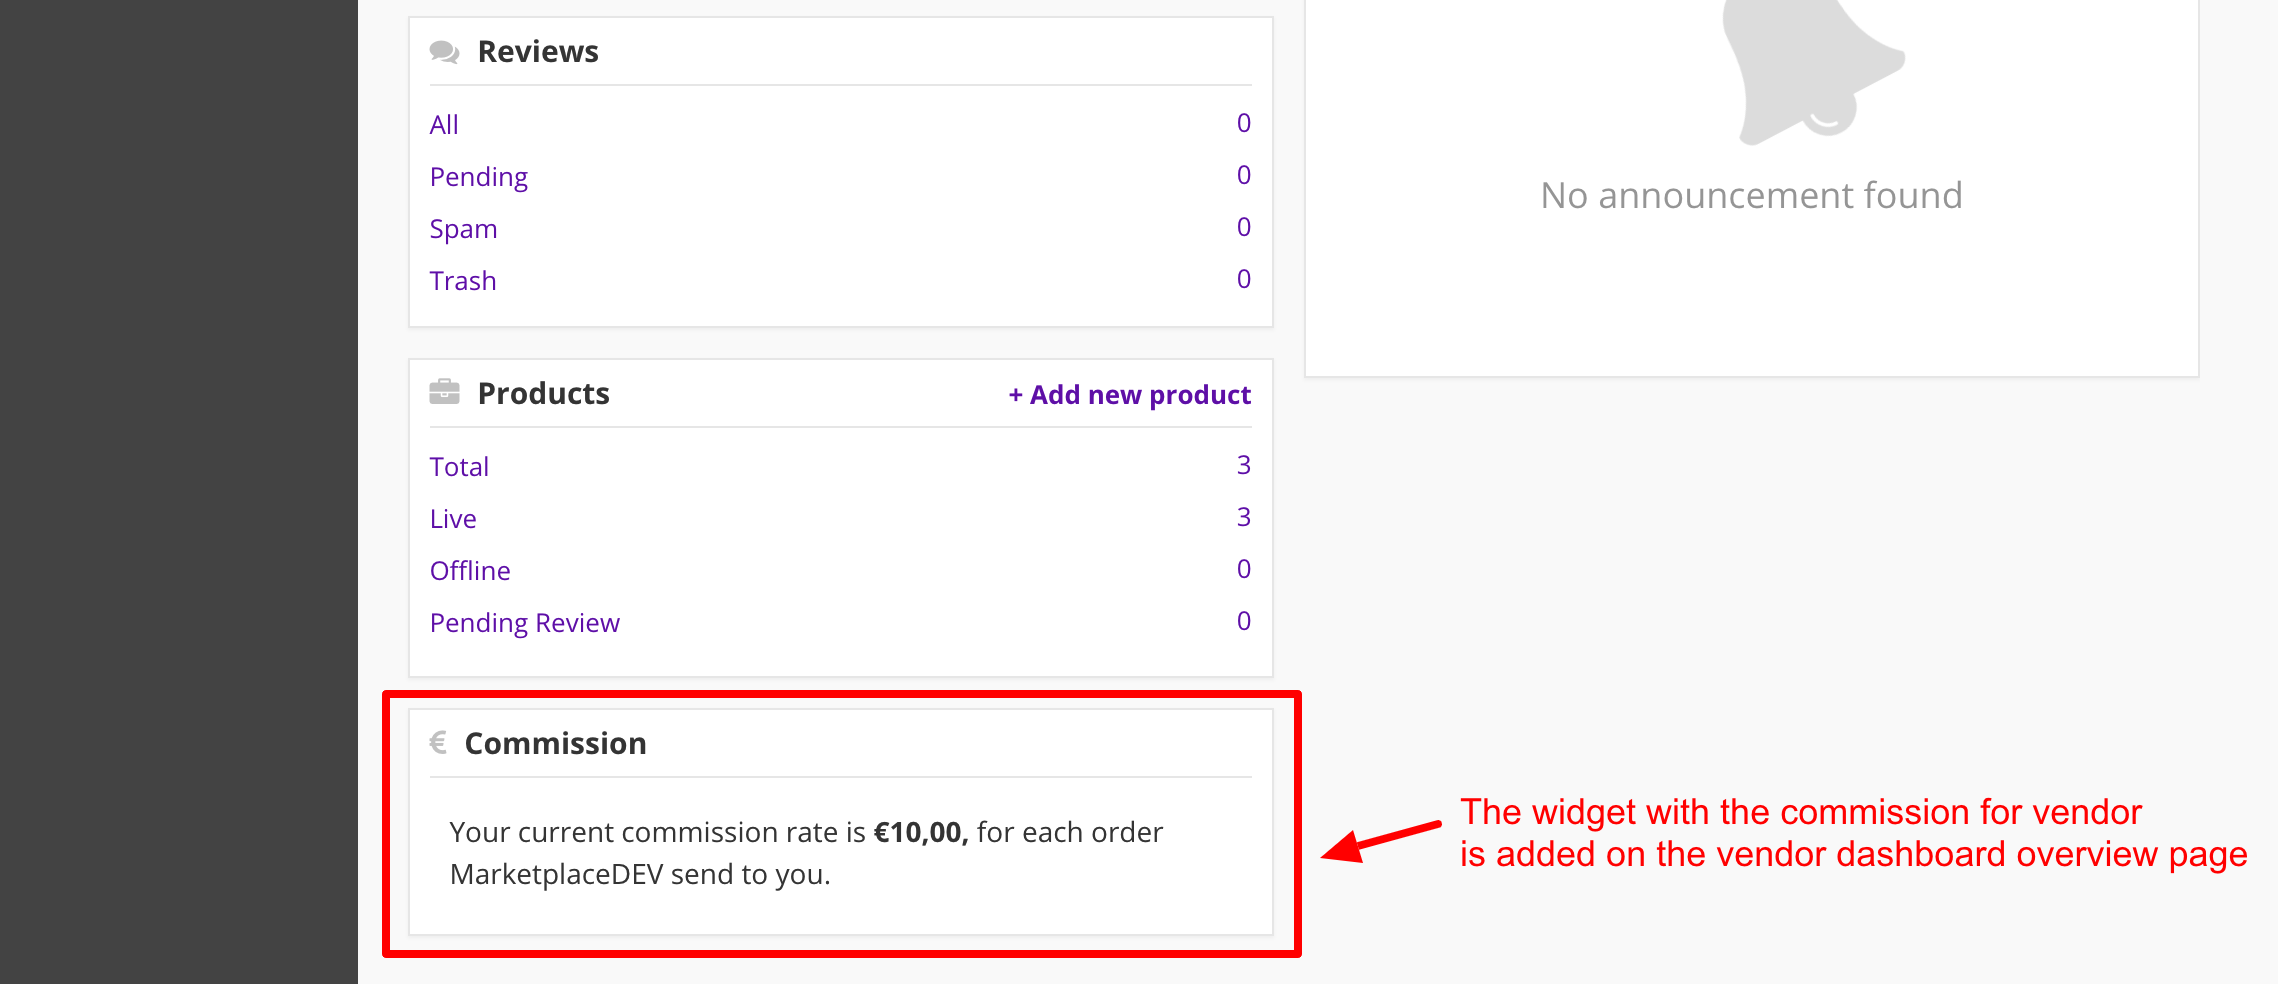 Reviews
All 0
Pending 0
Spam 0
Trash 0
No announcement found
Products + Add new product
Total 3
Live 3
Offline 0
Pending Review 0
€ Commission
Your current commission rate is €10,00, for each order
MarketplaceDEV send to you.
The widget with the commission for vendor
is added on the vendor dashboard overview page